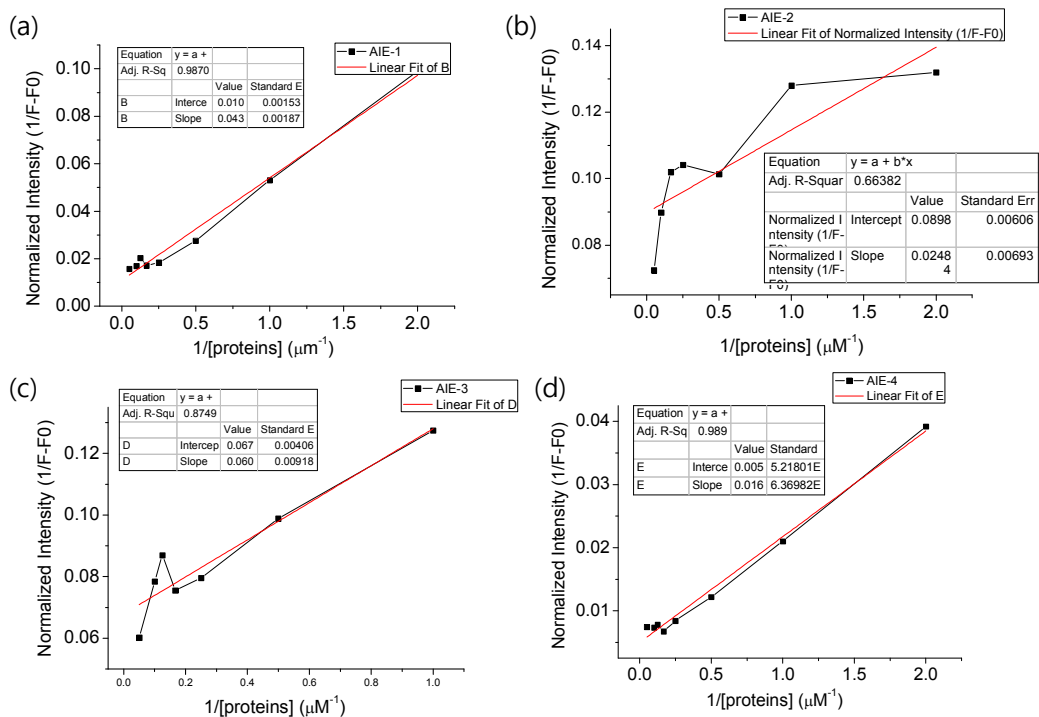 (a)
AIE-1
Linear Fit of B
Equation y = a +
Adj. R-Sq 0.9870
Value Standard E
B Interce 0.010 0.00153
B Slope 0.043 0.00187
Normalized Intensity (1/F-F0)
0.10
0.08
0.06
0.04
0.02
0.00
0.0 0.5 1.0 1.5 2.0
1/[proteins] (μm⁻¹)
(b)
AIE-2
Linear Fit of Normalized Intensity (1/F-F0)
Equation y = a + b*x
Adj. R-Squar 0.66382
Value Standard Err
Normalized I
ntensity (1/F-
F0)
Intercept 0.0898 0.00606
Normalized I
ntensity (1/F-
F0)
Slope 0.0248
4
0.00693
Normalized Intensity (1/F-F0)
0.14
0.12
0.10
0.08
0.0 0.5 1.0 1.5 2.0
1/[proteins] (μM⁻¹)
(c)
AIE-3
Linear Fit of D
Equation y = a +
Adj. R-Squ 0.8749
Value Standard E
D Intercep 0.067 0.00406
D Slope 0.060 0.00918
Normalized Intensity (1/F-F0)
0.12
0.10
0.08
0.06
0.0 0.2 0.4 0.6 0.8 1.0
1/[proteins] (μM⁻¹)
(d)
AIE-4
Linear Fit of E
Equation y = a +
Adj. R-Sq 0.989
Value Standard
E Interce 0.005 5.21801E
E Slope 0.016 6.36982E
Normalized Intensity (1/F-F0)
0.04
0.03
0.02
0.01
0.0 0.5 1.0 1.5 2.0
1/[proteins] (μM⁻¹)